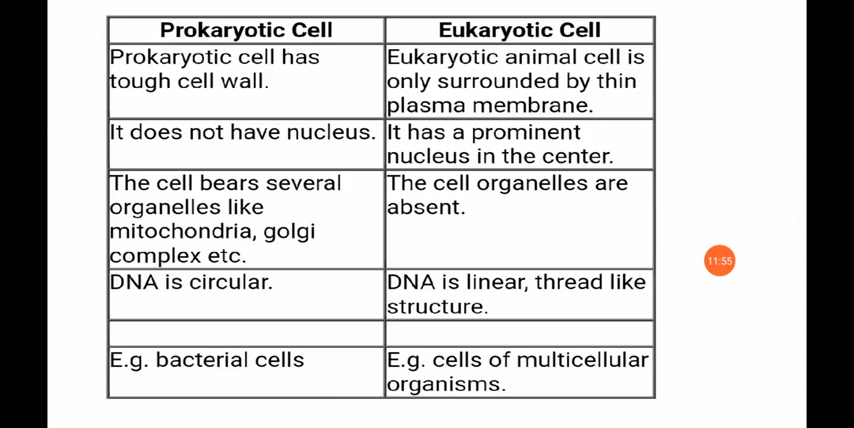 Prokaryotic Cell
Eukaryotic Cell
Prokaryotic cell has
tough cell wall.
Eukaryotic animal cell is
only surrounded by thin
plasma membrane.
It does not have nucleus.
It has a prominent
nucleus in the center.
The cell bears several
organelles like
mitochondria, golgi
complex etc.
The cell organelles are
absent.
DNA is circular.
DNA is linear, thread like
structure.
E.g. bacterial cells
E.g. cells of multicellular
organisms.
11:55